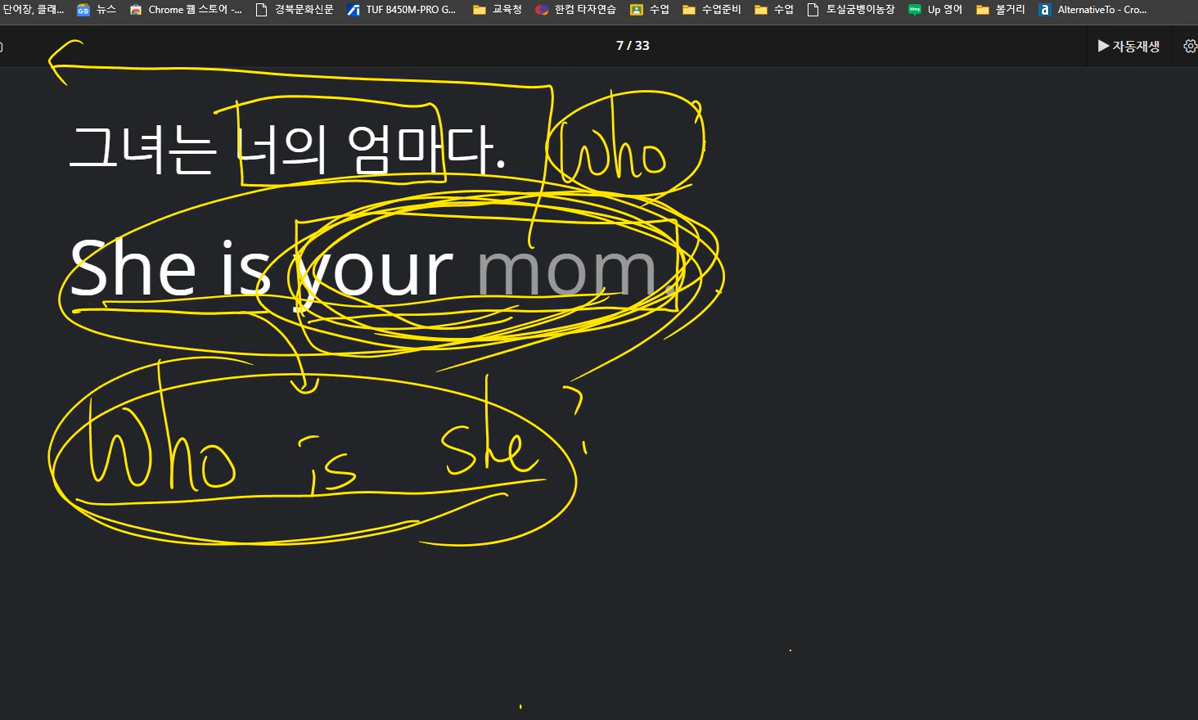 단어장, 클래... 뉴스 Chrome 웹 스토어 -... 경북문화신문 TUF B450M-PRO G... 교육청 한컴 타자연습 수업 수업준비 수업 토실굼벵이농장 Up 영어 볼거리 AlternativeTo - Cro...
7 / 33 ▶ 자동재생
그녀는 너의 엄마다. who
She is your mom.
Who is she ?